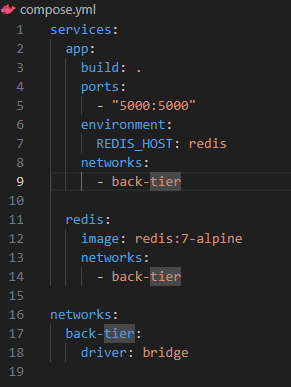 compose.yml
1 services:
2   app:
3     build: .
4     ports:
5       - "5000:5000"
6     environment:
7       REDIS_HOST: redis
8     networks:
9       - back-tier
10
11   redis:
12     image: redis:7-alpine
13     networks:
14       - back-tier
15
16 networks:
17   back-tier:
18     driver: bridge
19